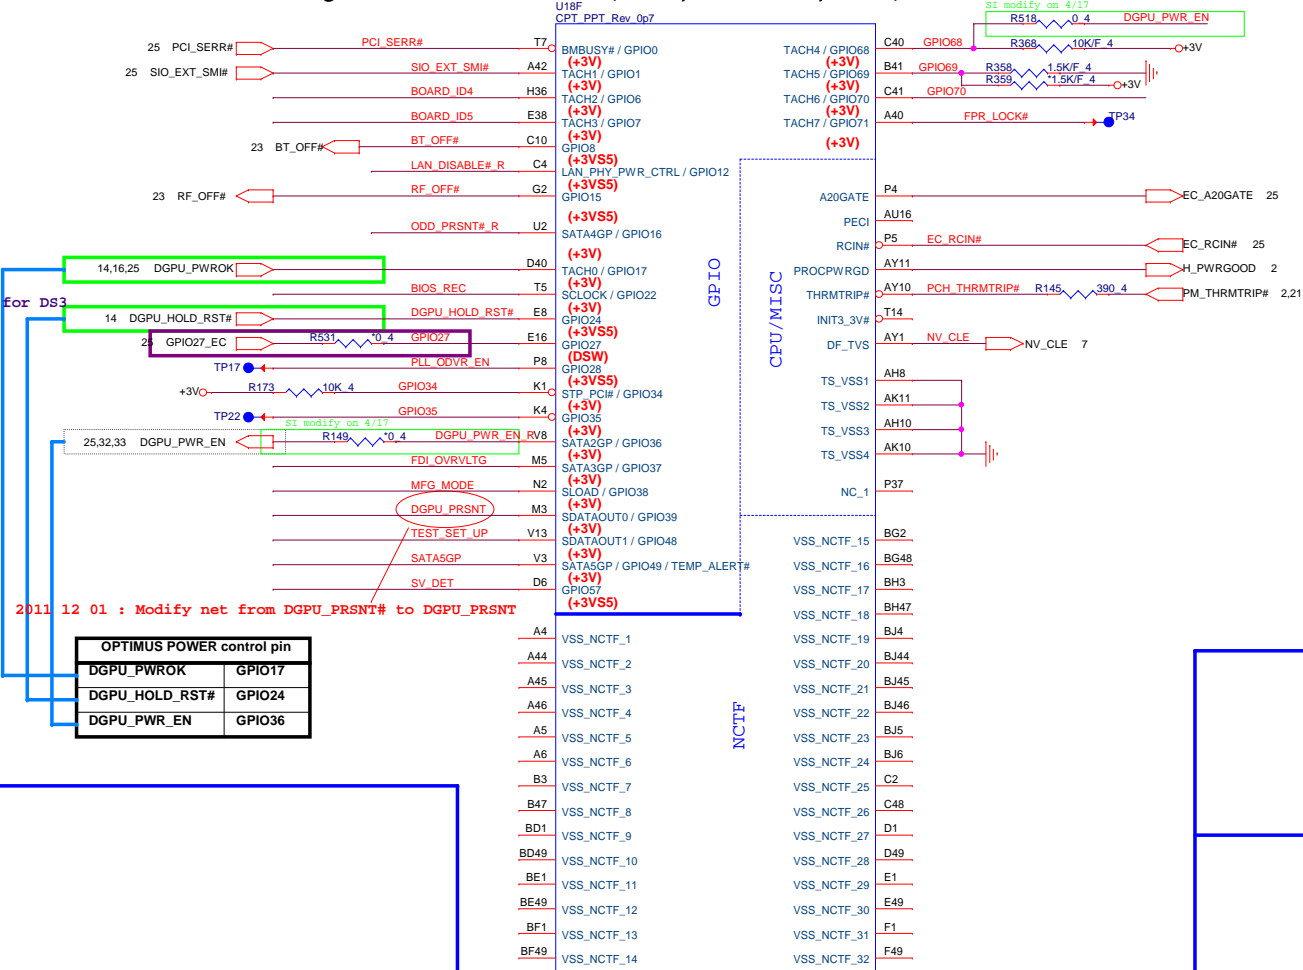 U18F
CPT_PPT_Rev_0p7
SI modify on 4/17
R518 0_4 DGPU_PWR_EN
25 PCI_SERR# PCI_SERR# T7 BMBUSY# / GPIO0 TACH4 / GPIO68 C40 GPIO68 R368 10K/F_4 +3V
(+3V) (+3V)
25 SIO_EXT_SMI# SIO_EXT_SMI# A42 TACH1 / GPIO1 TACH5 / GPIO69 B41 GPIO69 R358 1.5K/F_4
(+3V) (+3V) R359 *1.5K/F_4 +3V
BOARD_ID4 H36 TACH2 / GPIO6 TACH6 / GPIO70 C41 GPIO70
(+3V) (+3V)
BOARD_ID5 E38 TACH3 / GPIO7 TACH7 / GPIO71 A40 FPR_LOCK# TP34
(+3V) (+3V)
23 BT_OFF# BT_OFF# C10 GPIO8
(+3VS5)
LAN_DISABLE#_R C4 LAN_PHY_PWR_CTRL / GPIO12
(+3VS5)
23 RF_OFF# RF_OFF# G2 GPIO15 A20GATE P4 EC_A20GATE 25
(+3VS5) PECI AU16
ODD_PRSNT#_R U2 SATA4GP / GPIO16
(+3V) RCIN# P5 EC_RCIN# EC_RCIN# 25
14,16,25 DGPU_PWROK D40 TACH0 / GPIO17 GPIO CPU/MISC PROCPWRGD AY11 H_PWRGOOD 2
(+3V)
for DS3 BIOS_REC T5 SCLOCK / GPIO22 THRMTRIP# AY10 PCH_THRMTRIP# R145 390_4 PM_THRMTRIP# 2,21
(+3V)
14 DGPU_HOLD_RST# DGPU_HOLD_RST# E8 GPIO24 INIT3_3V# T14
(+3VS5)
25 GPIO27_EC R531 *0_4 GPIO27 E16 GPIO27 DF_TVS AY1 NV_CLE NV_CLE 7
(DSW)
TP17 PLL_ODVR_EN P8 GPIO28 TS_VSS1 AH8
(+3VS5)
+3V R173 10K_4 GPIO34 K1 STP_PCI# / GPIO34 TS_VSS2 AK11
(+3V)
TP22 GPIO35 K4 GPIO35
SI modify on 4/17 (+3V) TS_VSS3 AH10
25,32,33 DGPU_PWR_EN R149 *0_4 DGPU_PWR_EN_R V8 SATA2GP / GPIO36
(+3V) TS_VSS4 AK10
FDI_OVRVLTG M5 SATA3GP / GPIO37
(+3V)
MFG_MODE N2 SLOAD / GPIO38 NC_1 P37
(+3V)
DGPU_PRSNT M3 SDATAOUT0 / GPIO39
(+3V)
TEST_SET_UP V13 SDATAOUT1 / GPIO48 VSS_NCTF_15 BG2
(+3V)
SATA5GP V3 SATA5GP / GPIO49 / TEMP_ALERT# VSS_NCTF_16 BG48
(+3V)
SV_DET D6 GPIO57 VSS_NCTF_17 BH3
(+3VS5)
2011 12 01 : Modify net from DGPU_PRSNT# to DGPU_PRSNT VSS_NCTF_18 BH47
A4 VSS_NCTF_1 VSS_NCTF_19 BJ4
OPTIMUS POWER control pin
A44 VSS_NCTF_2 VSS_NCTF_20 BJ44
DGPU_PWROK GPIO17
A45 VSS_NCTF_3 VSS_NCTF_21 BJ45
DGPU_HOLD_RST# GPIO24
A46 VSS_NCTF_4 NCTF VSS_NCTF_22 BJ46
DGPU_PWR_EN GPIO36
A5 VSS_NCTF_5 VSS_NCTF_23 BJ5
A6 VSS_NCTF_6 VSS_NCTF_24 BJ6
B3 VSS_NCTF_7 VSS_NCTF_25 C2
B47 VSS_NCTF_8 VSS_NCTF_26 C48
BD1 VSS_NCTF_9 VSS_NCTF_27 D1
BD49 VSS_NCTF_10 VSS_NCTF_28 D49
BE1 VSS_NCTF_11 VSS_NCTF_29 E1
BE49 VSS_NCTF_12 VSS_NCTF_30 E49
BF1 VSS_NCTF_13 VSS_NCTF_31 F1
BF49 VSS_NCTF_14 VSS_NCTF_32 F49